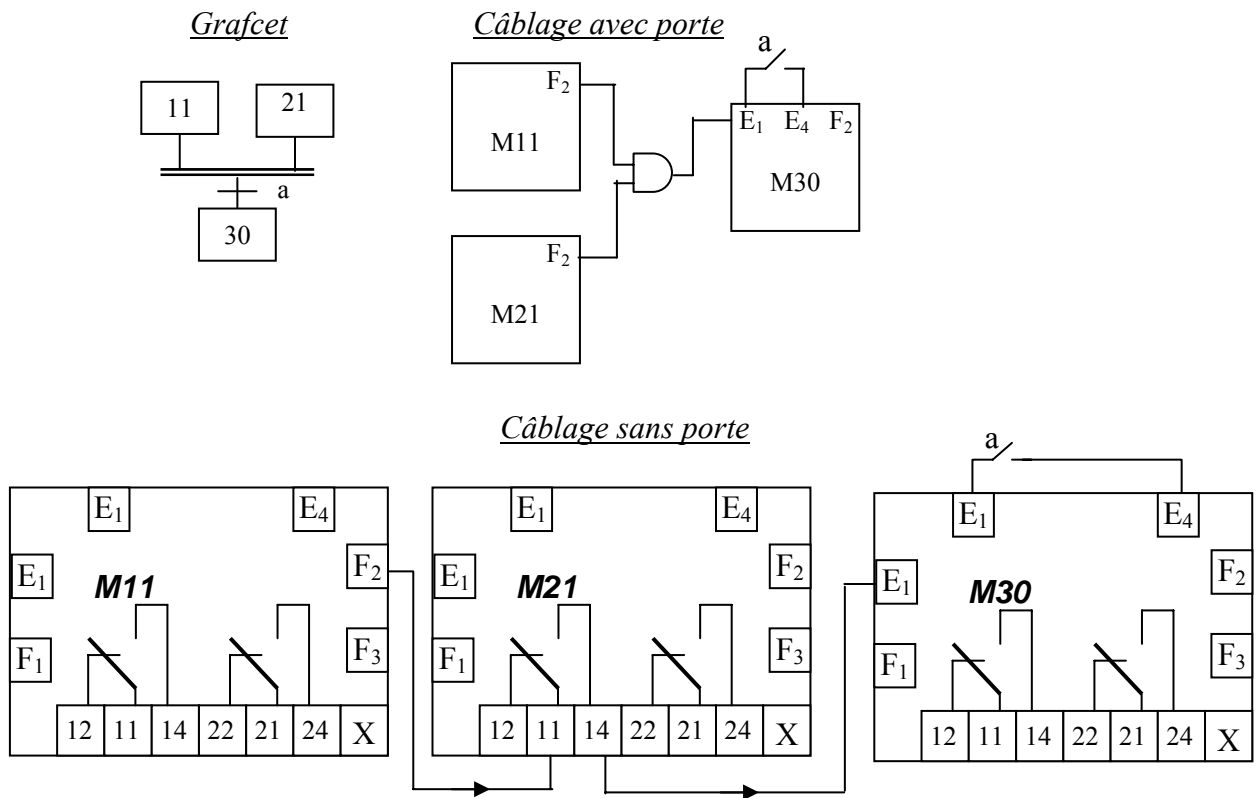 Grafcet
Câblage avec porte
11
21
a
30
F2
M11
F2
M21
a
E1 E4 F2
M30
Câblage sans porte
a
E1 E4
F2
E1
M11
F1
F3
12 11 14 22 21 24 X
E1 E4
F2
E1
M21
F1
F3
12 11 14 22 21 24 X
E1 E4
F2
E1
M30
F1
F3
12 11 14 22 21 24 X